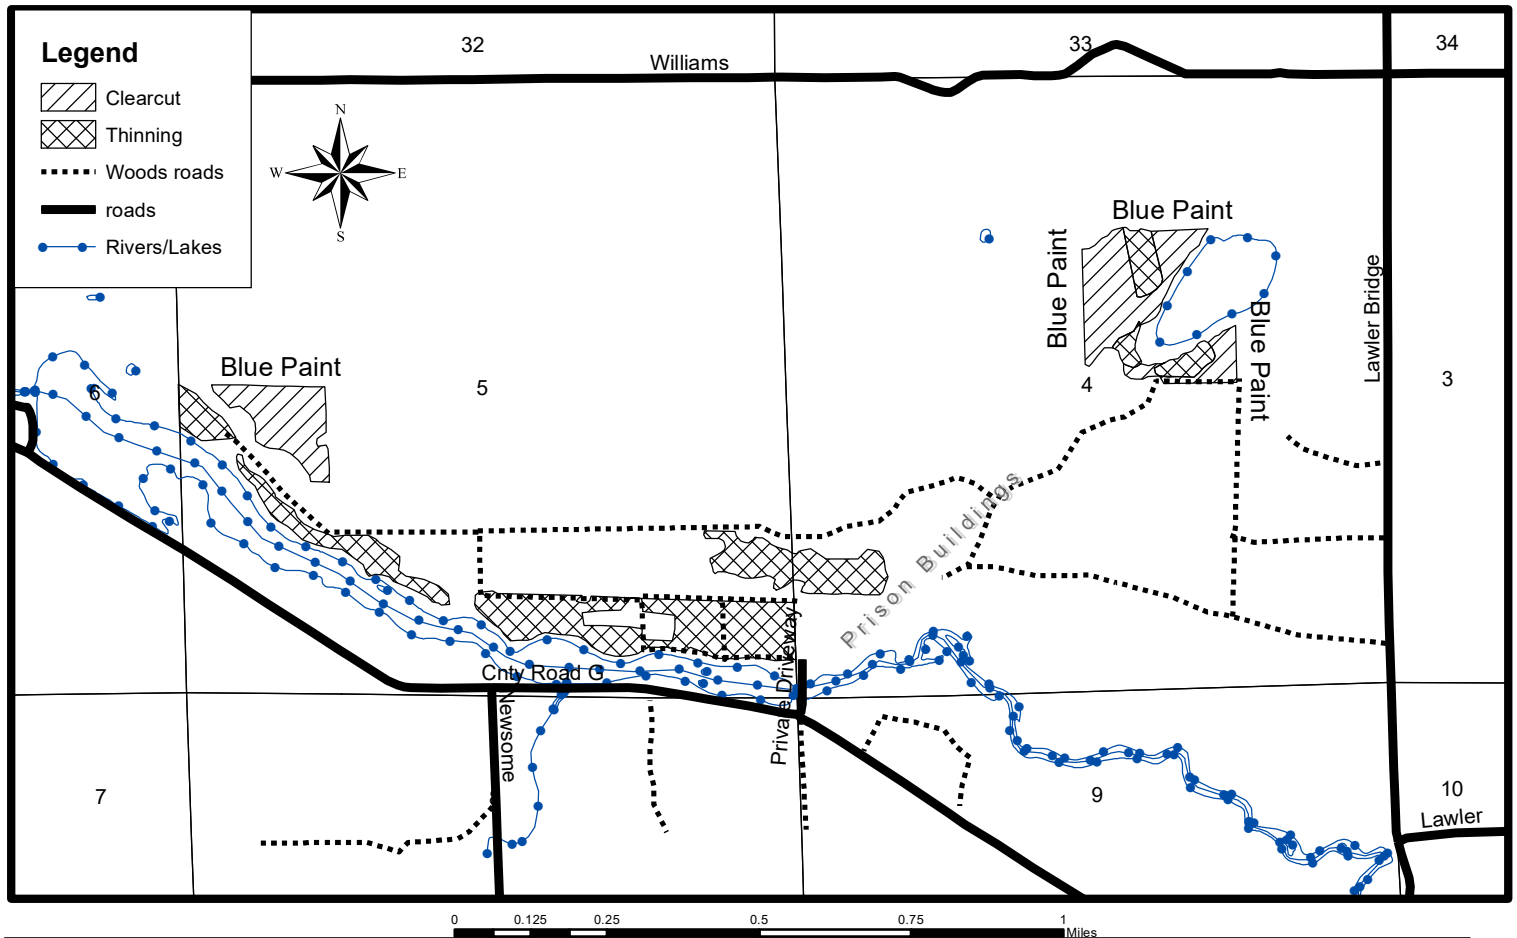 Legend
Clearcut
Thinning
Woods roads
roads
Rivers/Lakes
32
33
34
Williams
N
W
E
S
Blue Paint
Blue Paint
Blue Paint
Lawler Bridge
Blue Paint
6
5
4
3
Prison Buildings
Cnty Road G
Newsome
Private Driveway
7
9
10
Lawler
0
0.125
0.25
0.5
0.75
1
Miles
Blue Paint